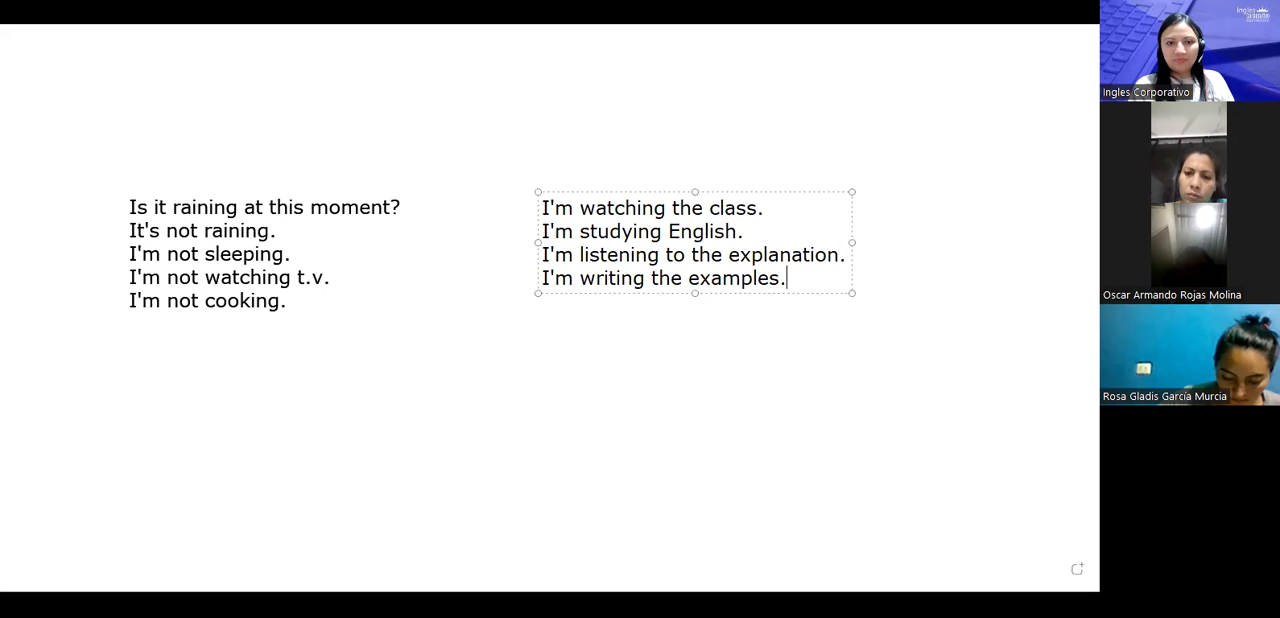 Is it raining at this moment?
It's not raining.
I'm not sleeping.
I'm not watching t.v.
I'm not cooking.
I'm watching the class.
I'm studying English.
I'm listening to the explanation.
I'm writing the examples.
Ingles Corporativo
Oscar Armando Rojas Molina
Rosa Gladis García Murcia